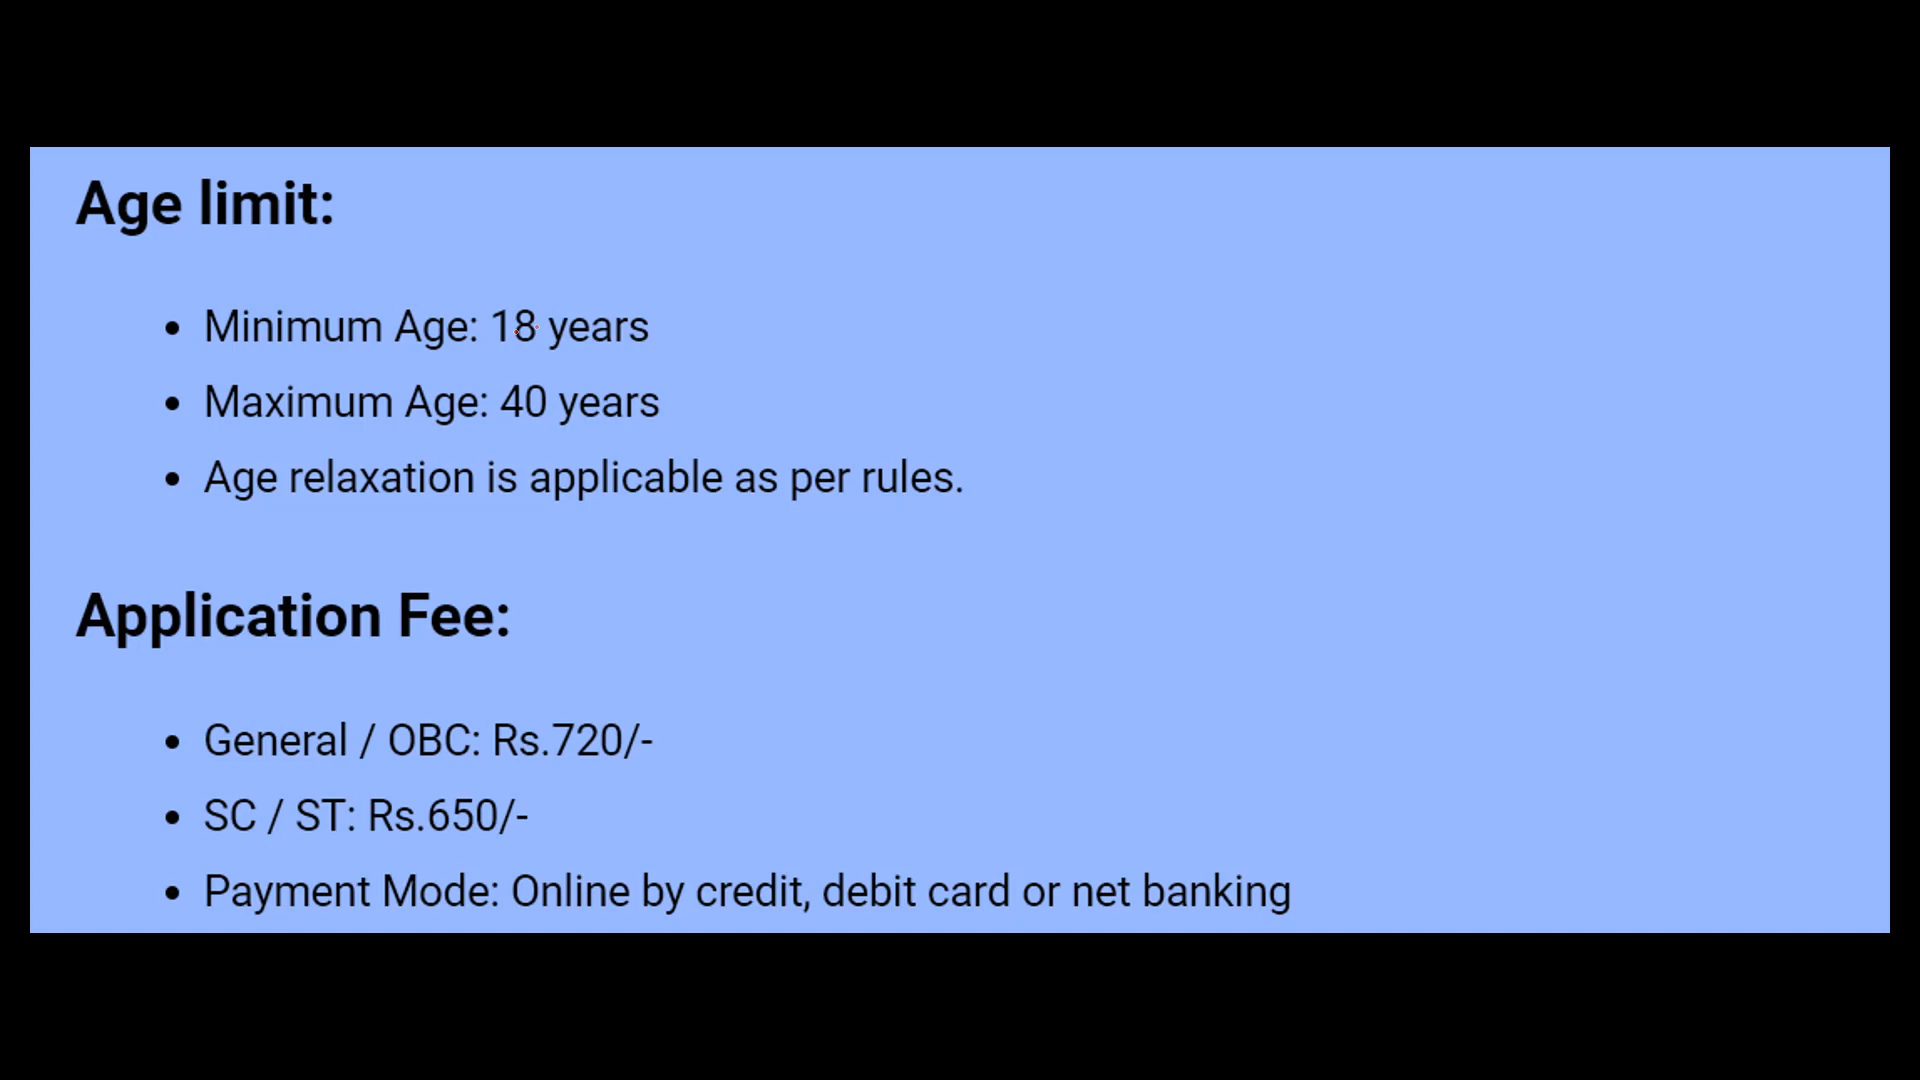 Age limit:
• Minimum Age: 18 years
• Maximum Age: 40 years
• Age relaxation is applicable as per rules.
Application Fee:
• General / OBC: Rs.720/-
• SC / ST: Rs.650/-
• Payment Mode: Online by credit, debit card or net banking